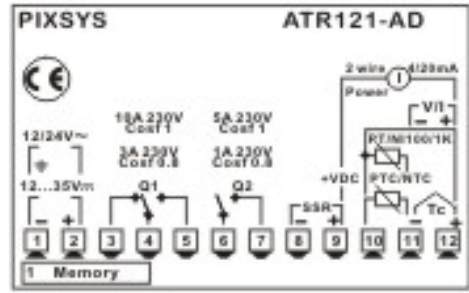 PIXSYS ATR121-AD
CE
2 wire 4/20mA
Power I
V/I
- +
10A 230V 5A 230V
Cosf 1 Cosf 1
3A 230V 1A 230V
Cosf 0.8 Cosf 0.8
12/24V~
RT/NI100/1K
12...35V
Q1 Q2
+VDC PTC/NTC
- + - SSR + - Tc +
1 2 3 4 5 6 7 8 9 10 11 12
1 Memory